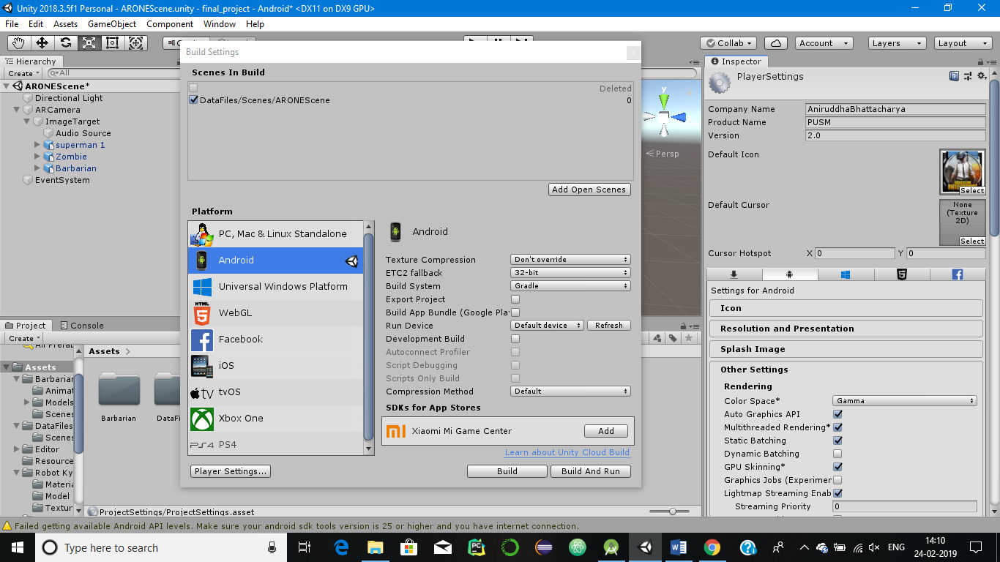 Unity 2018.3.5f1 Personal - ARONEScene.unity - final_project - Android* <DX11 on DX9 GPU>
File Edit Assets GameObject Component Window Help
Collab Account Layers Layout
Hierarchy
Create All
ARONEScene*
Directional Light
ARCamera
ImageTarget
Audio Source
superman 1
Zombie
Barbarian
EventSystem
Build Settings
Scenes In Build
Deleted
DataFiles/Scenes/ARONEScene 0
Add Open Scenes
Platform
PC, Mac & Linux Standalone
Android
Universal Windows Platform
HTML
WebGL
Facebook
iOS
tv tvOS
Xbox One
PS4
Player Settings...
Android
Texture Compression Don't override
ETC2 fallback 32-bit
Build System Gradle
Export Project
Build App Bundle (Google Pla
Run Device Default device Refresh
Development Build
Autoconnect Profiler
Script Debugging
Scripts Only Build
Compression Method Default
SDKs for App Stores
Xiaomi Mi Game Center Add
Learn about Unity Cloud Build
Build Build And Run
y
Persp
Inspector
PlayerSettings
Company Name AniruddhaBhattacharya
Product Name PUSM
Version 2.0
Default Icon
Select
Default Cursor
None
(Texture
2D)
Select
Cursor Hotspot X 0 Y 0
Settings for Android
Icon
Resolution and Presentation
Splash Image
Other Settings
Rendering
Color Space* Gamma
Auto Graphics API
Multithreaded Rendering*
Static Batching
Dynamic Batching
GPU Skinning*
Graphics Jobs (Experimer
Lightmap Streaming Enab
Streaming Priority 0
Project Console
Create
Assets
Barbarian
Animat
Models
Scenes
DataFiles
Scenes
Editor
Resource
Robot Ky
Materia
Model
Textur
Assets
Barbarian DataFi
ProjectSettings/ProjectSettings.asset
Failed getting available Android API levels. Make sure your android sdk tools version is 25 or higher and you have internet connection.
Type here to search
ENG
14:10
24-02-2019